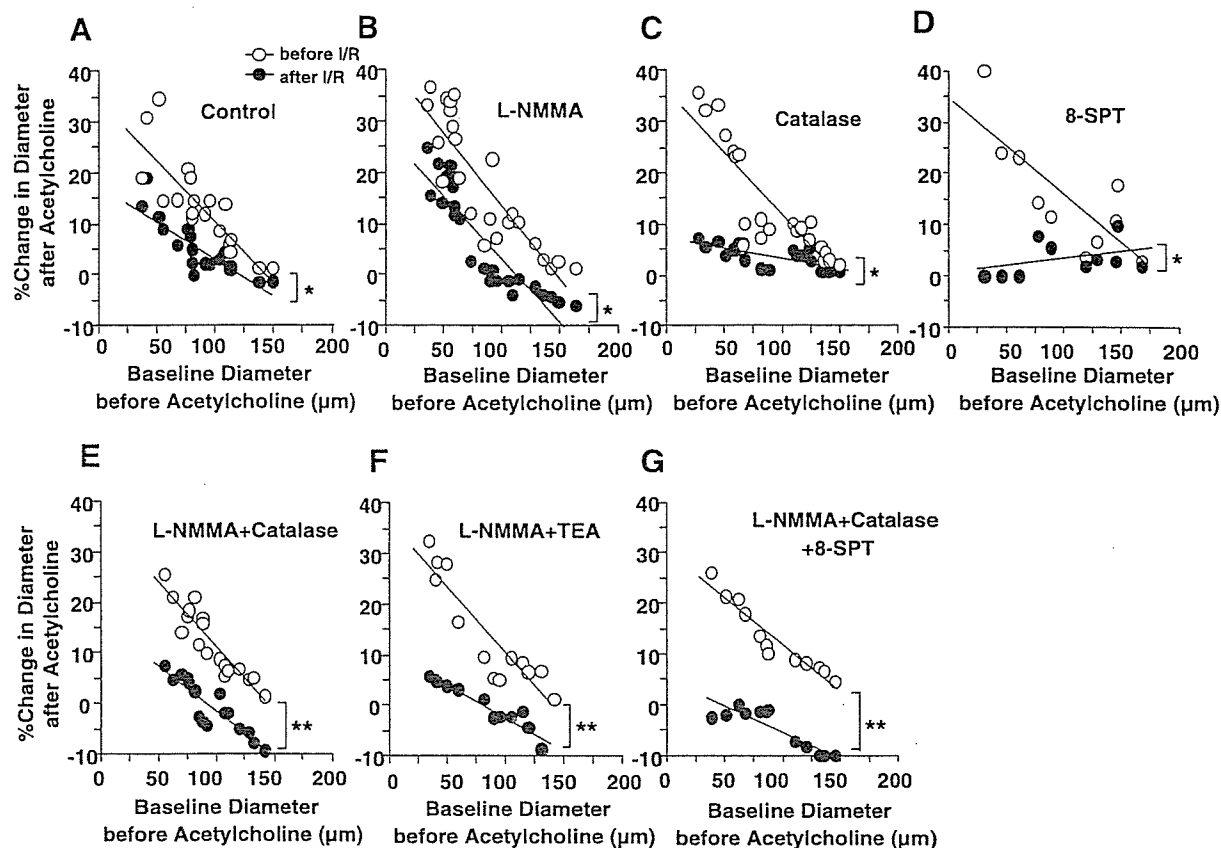 A
B
C
D
before I/R
after I/R
Control
L-NMMA
Catalase
8-SPT
%Change in Diameter
after Acetylcholine
40
30
20
10
0
-10
40
30
20
10
0
-10
40
30
20
10
0
-10
40
30
20
10
0
-10
*
*
*
*
0 50 100 150 200
0 50 100 150 200
0 50 100 150 200
0 50 100 150 200
Baseline Diameter
before Acetylcholine (µm)
Baseline Diameter
before Acetylcholine (µm)
Baseline Diameter
before Acetylcholine (µm)
Baseline Diameter
before Acetylcholine (µm)
E
F
G
L-NMMA+Catalase
L-NMMA+TEA
L-NMMA+Catalase
+8-SPT
%Change in Diameter
after Acetylcholine
40
30
20
10
0
-10
40
30
20
10
0
-10
40
30
20
10
0
-10
**
**
**
0 50 100 150 200
0 50 100 150 200
0 50 100 150 200
Baseline Diameter
before Acetylcholine (µm)
Baseline Diameter
before Acetylcholine (µm)
Baseline Diameter
before Acetylcholine (µm)